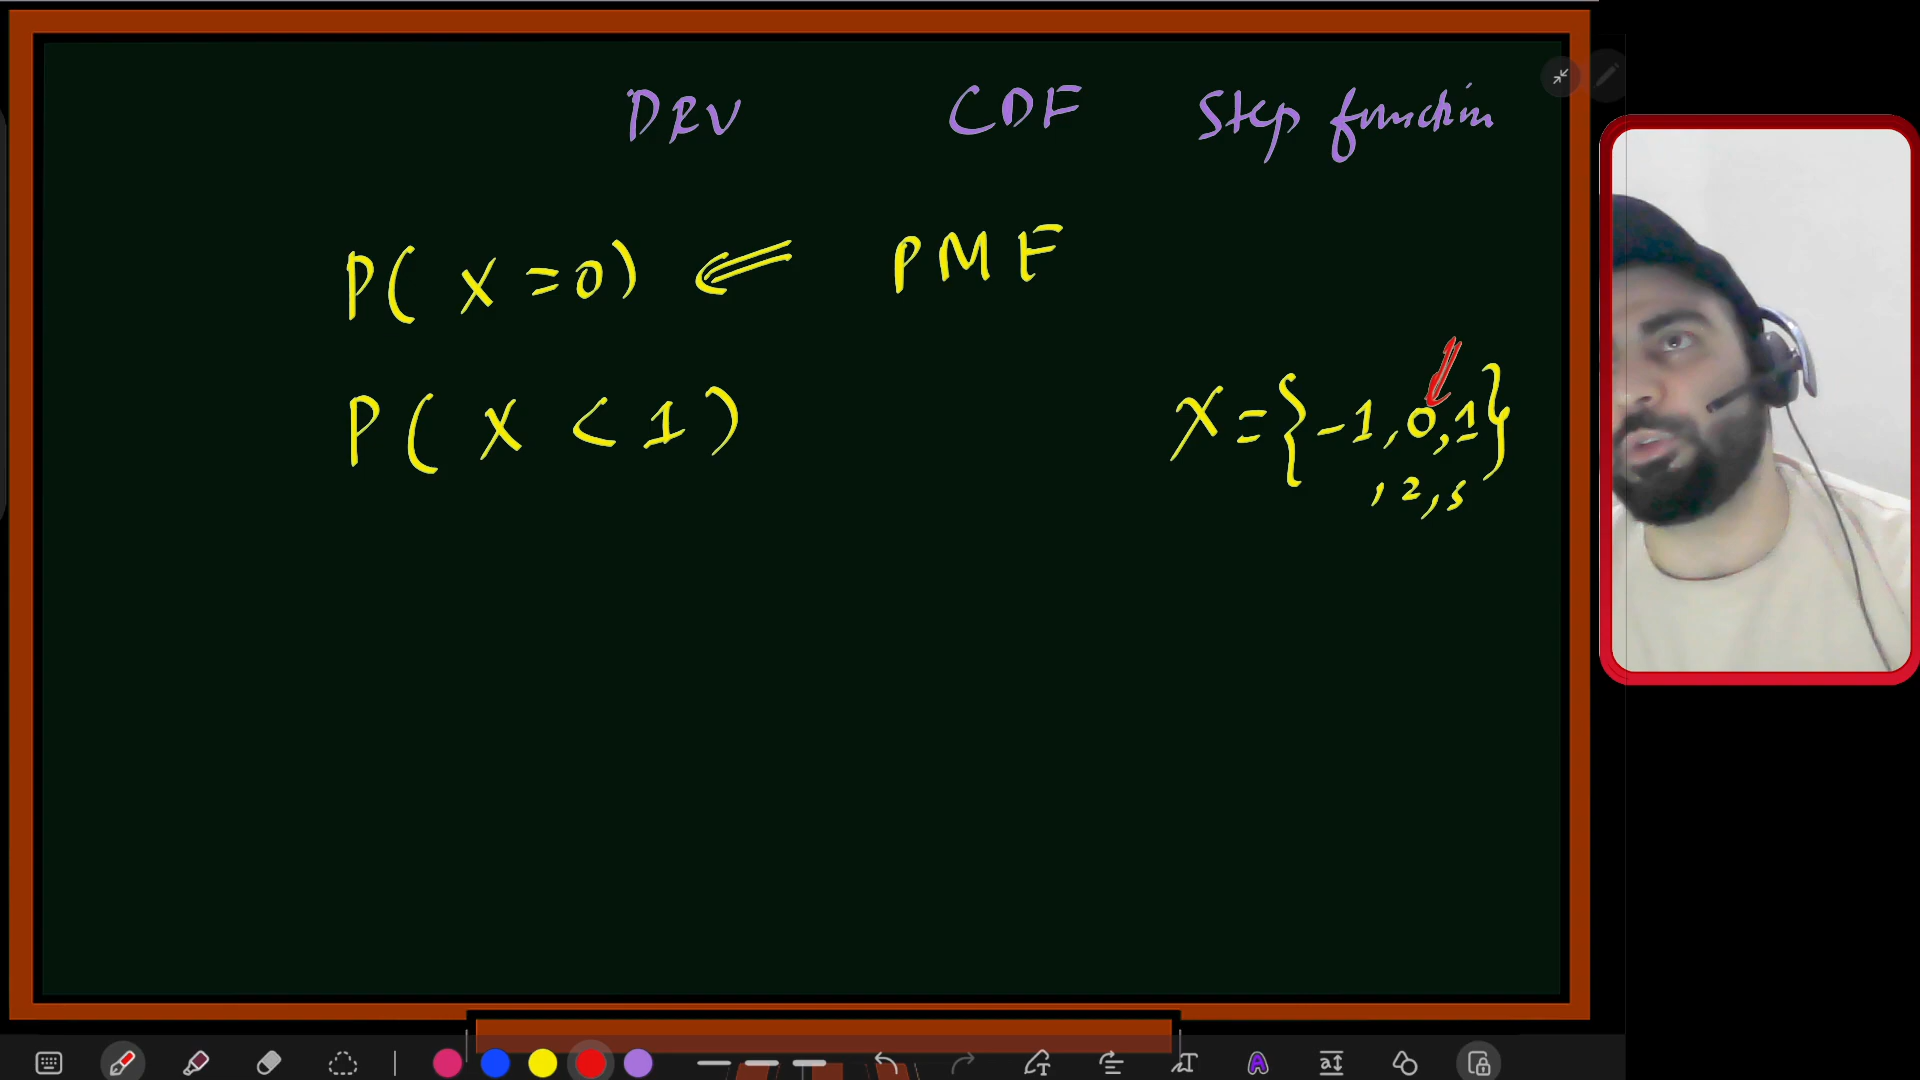 DRV CDF Step function
P( X = 0) ⇐ PMF
P( X < 1 )
X = { -1, 0, 1 }
, 2, 5